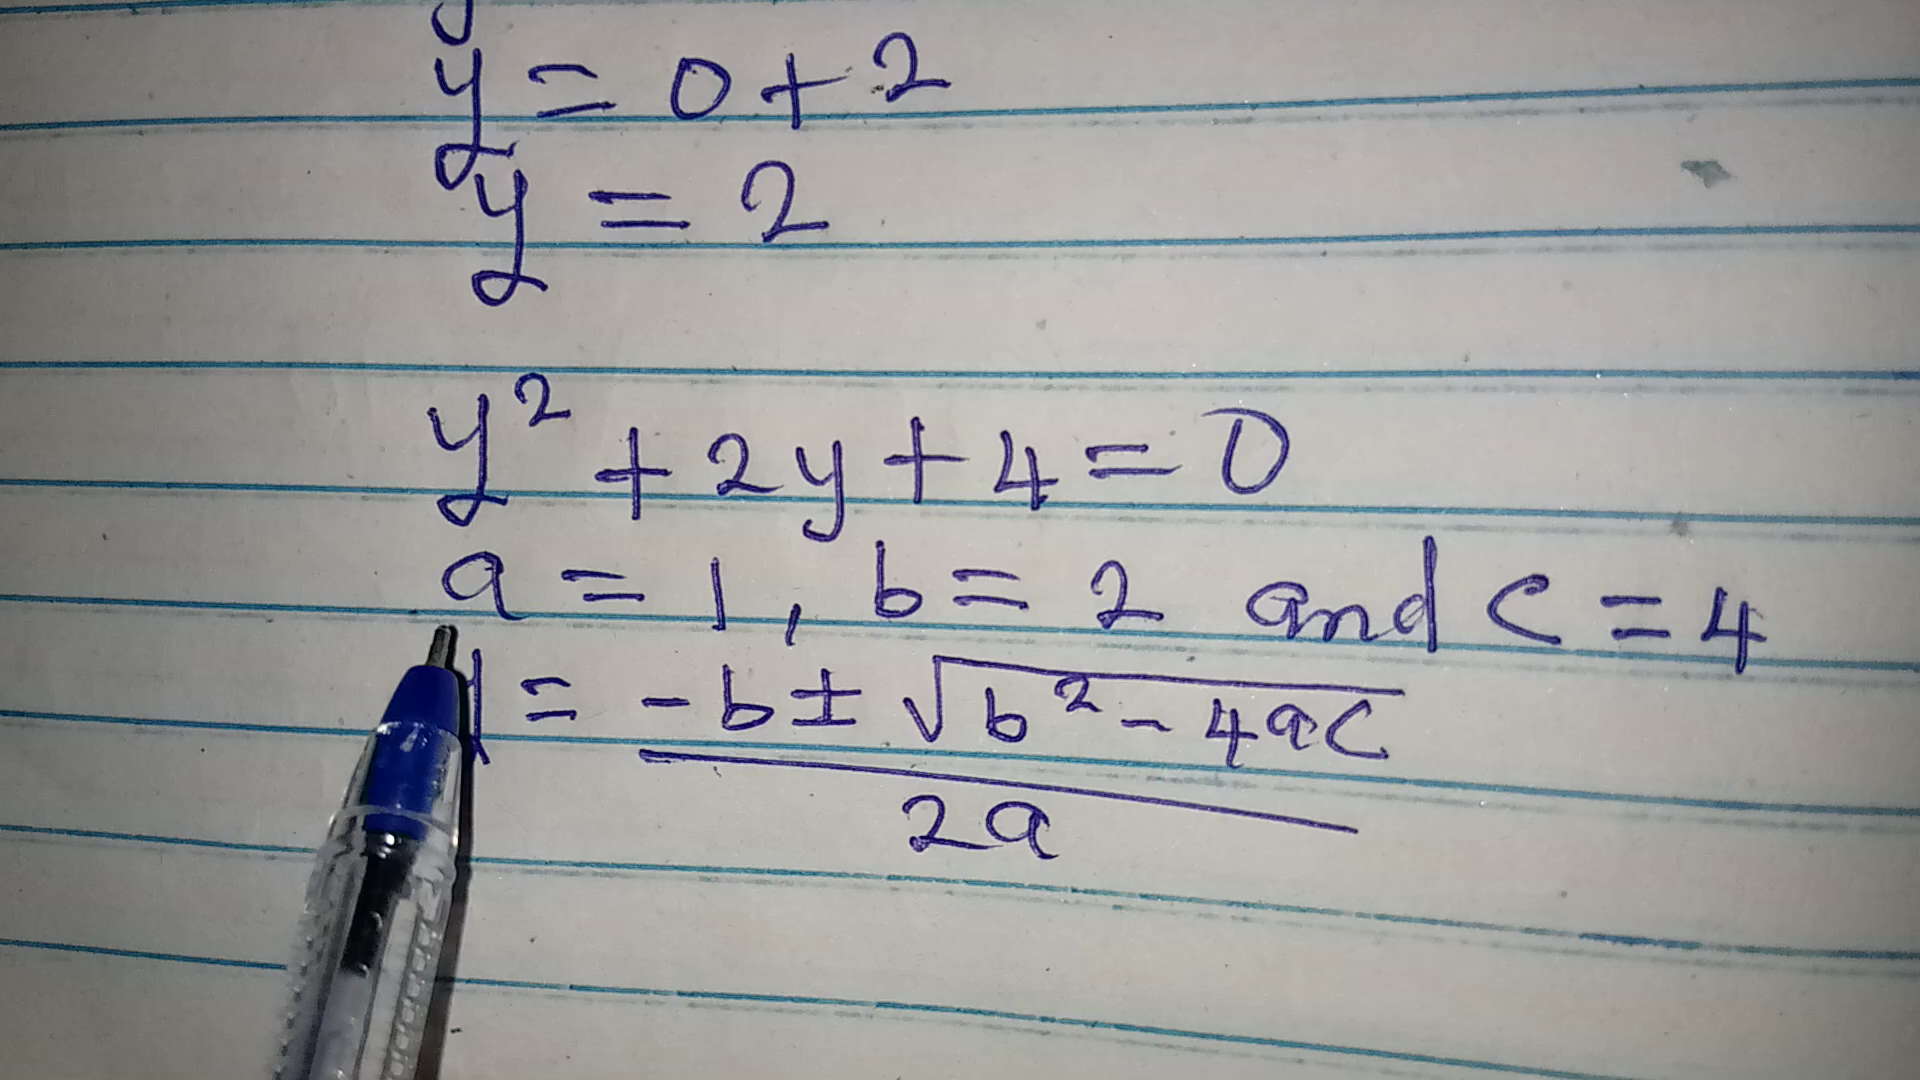 y = 0 + 2
y = 2
y² + 2y + 4 = 0
a = 1, b = 2 and c = 4
y = -b ± √b² - 4ac
2a